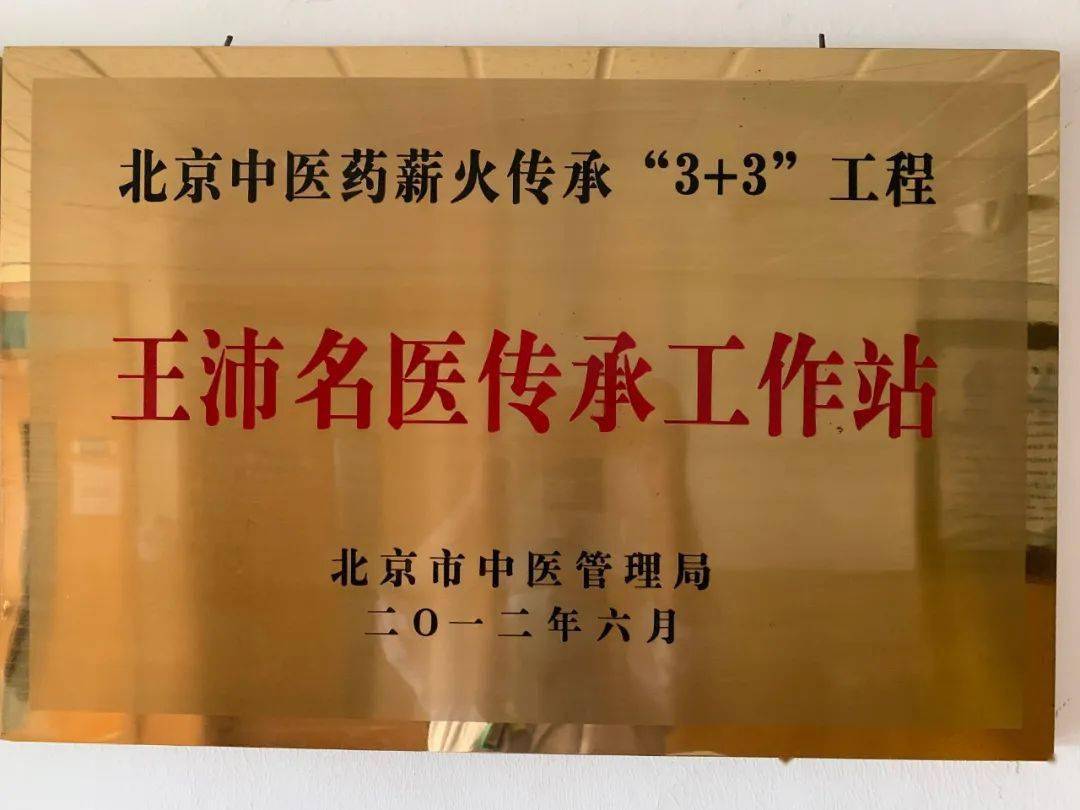 北京中医药薪火传承“3+3”工程
王沛名医传承工作站
北京市中医管理局
二〇一二年六月